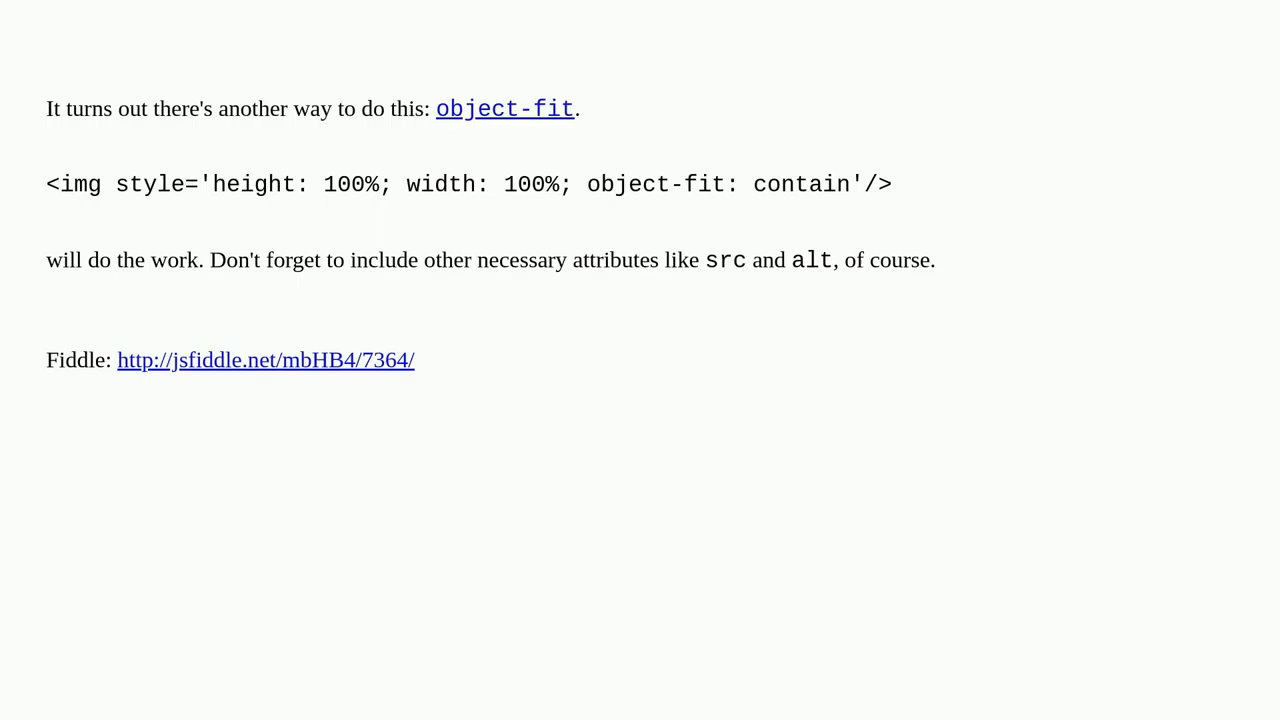 It turns out there's another way to do this: object-fit.
<img style='height: 100%; width: 100%; object-fit: contain'/>
will do the work. Don't forget to include other necessary attributes like src and alt, of course.
Fiddle: http://jsfiddle.net/mbHB4/7364/